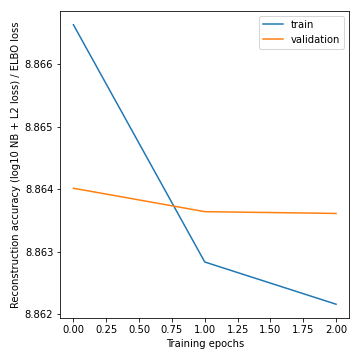 train
validation
Reconstruction accuracy (log10 NB + L2 loss) / ELBO loss
8.866
8.865
8.864
8.863
8.862
0.00 0.25 0.50 0.75 1.00 1.25 1.50 1.75 2.00
Training epochs